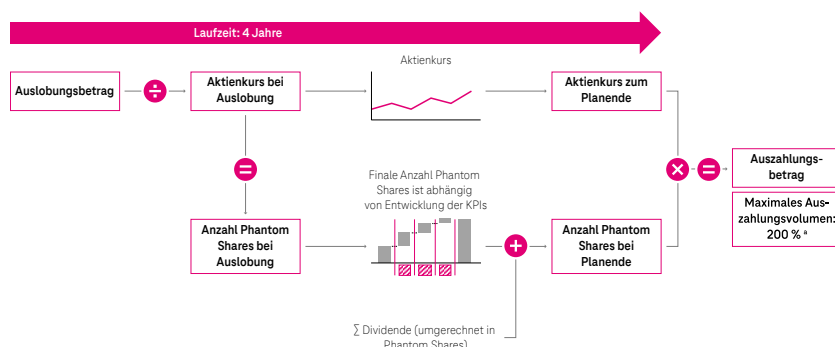 Laufzeit: 4 Jahre
Aktienkurs
Auslobungsbetrag
÷
Aktienkurs bei
Auslobung
Aktienkurs zum
Planende
=
Finale Anzahl Phantom
Shares ist abhängig
von Entwicklung der KPIs
×
=
Auszahlungs-
betrag
Maximales Aus-
zahlungsvolumen:
200 % ᵃ
Anzahl Phantom
Shares bei
Auslobung
+
Anzahl Phantom
Shares bei
Planende
∑ Dividende (umgerechnet in
Phantom Shares)